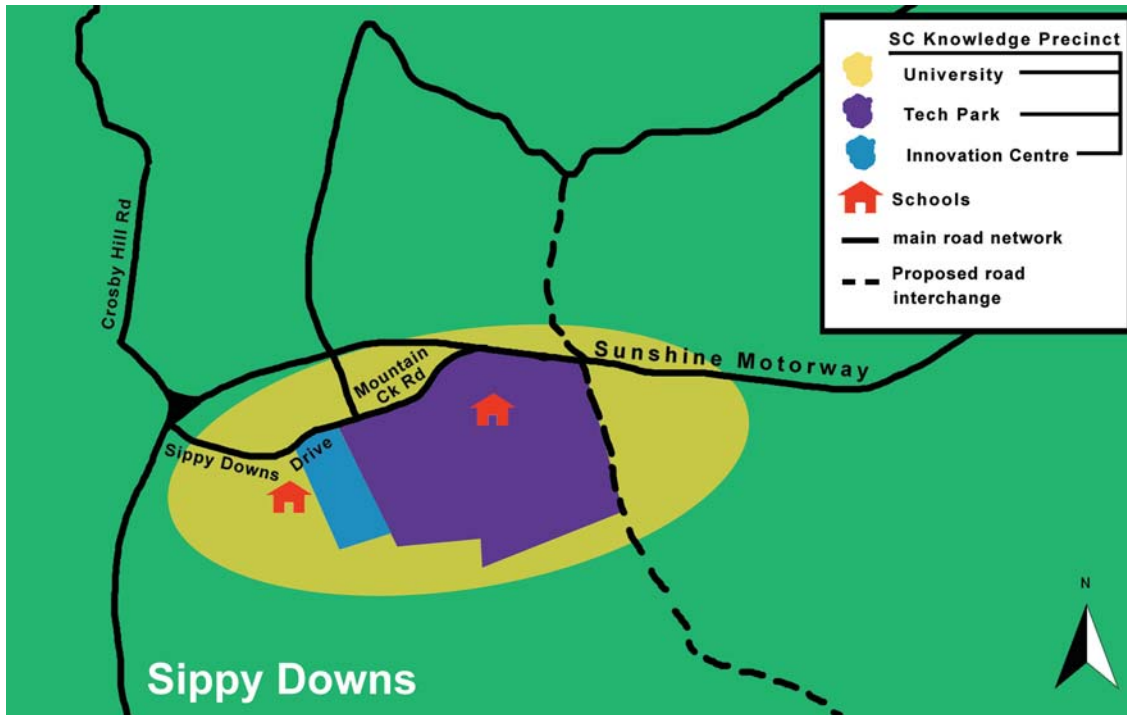 SC Knowledge Precinct
University
Tech Park
Innovation Centre
Schools
main road network
Proposed road
interchange
Crosby Hill Rd
Sunshine Motorway
Mountain
Ck Rd
Sippy Downs Drive
N
Sippy Downs